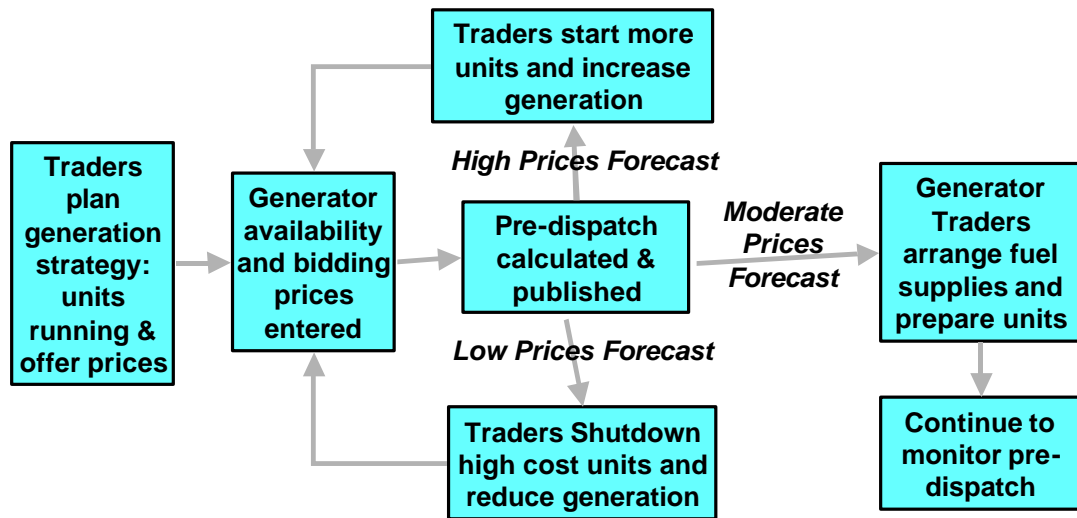 Traders start more
units and increase
generation
High Prices Forecast
Traders
plan
generation
strategy:
units
running &
offer prices
Generator
availability
and bidding
prices
entered
Pre-dispatch
calculated &
published
Moderate
Prices
Forecast
Generator
Traders
arrange fuel
supplies and
prepare units
Low Prices Forecast
Traders Shutdown
high cost units and
reduce generation
Continue to
monitor pre-
dispatch